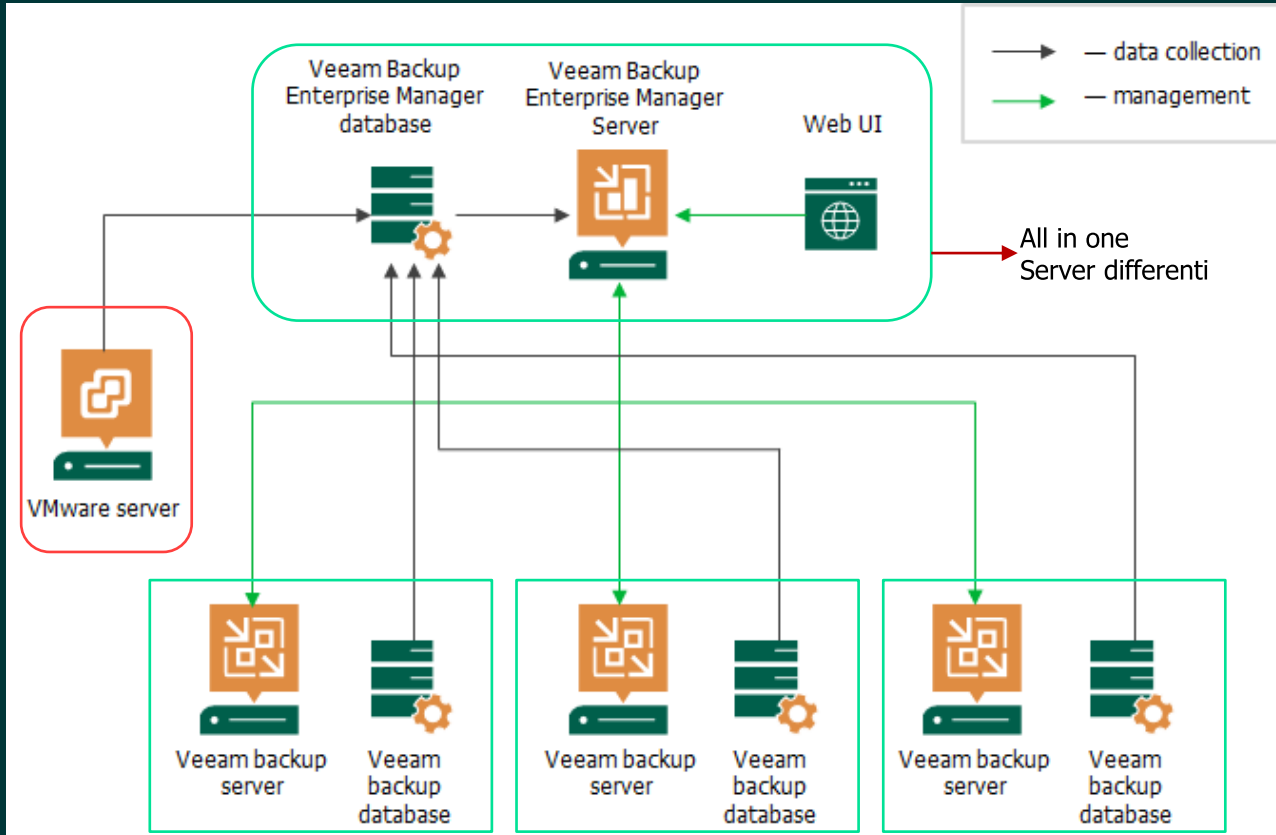 — data collection
— management
Veeam Backup
Enterprise Manager
database
Veeam Backup
Enterprise Manager
Server
Web UI
All in one
Server differenti
VMware server
Veeam backup
server
Veeam
backup
database
Veeam backup
server
Veeam
backup
database
Veeam backup
server
Veeam
backup
database